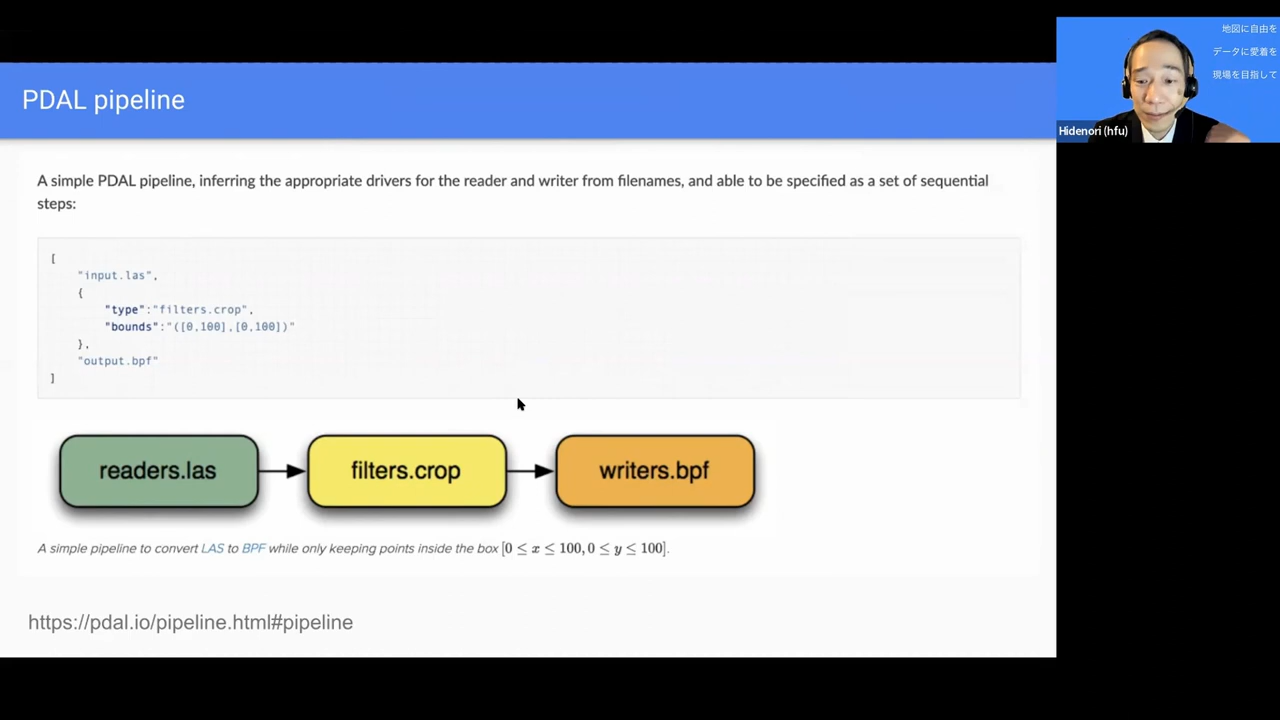 PDAL pipeline
A simple PDAL pipeline, inferring the appropriate drivers for the reader and writer from filenames, and able to be specified as a set of sequential
steps:
[
"input.las",
{
"type":"filters.crop",
"bounds":"([0,100],[0,100])"
},
"output.bpf"
]
readers.las
filters.crop
writers.bpf
A simple pipeline to convert LAS to BPF while only keeping points inside the box [0 ≤ x ≤ 100, 0 ≤ y ≤ 100].
https://pdal.io/pipeline.html#pipeline
地図に自由を
データに愛着を
現場を目指して
Hidenori (hfu)